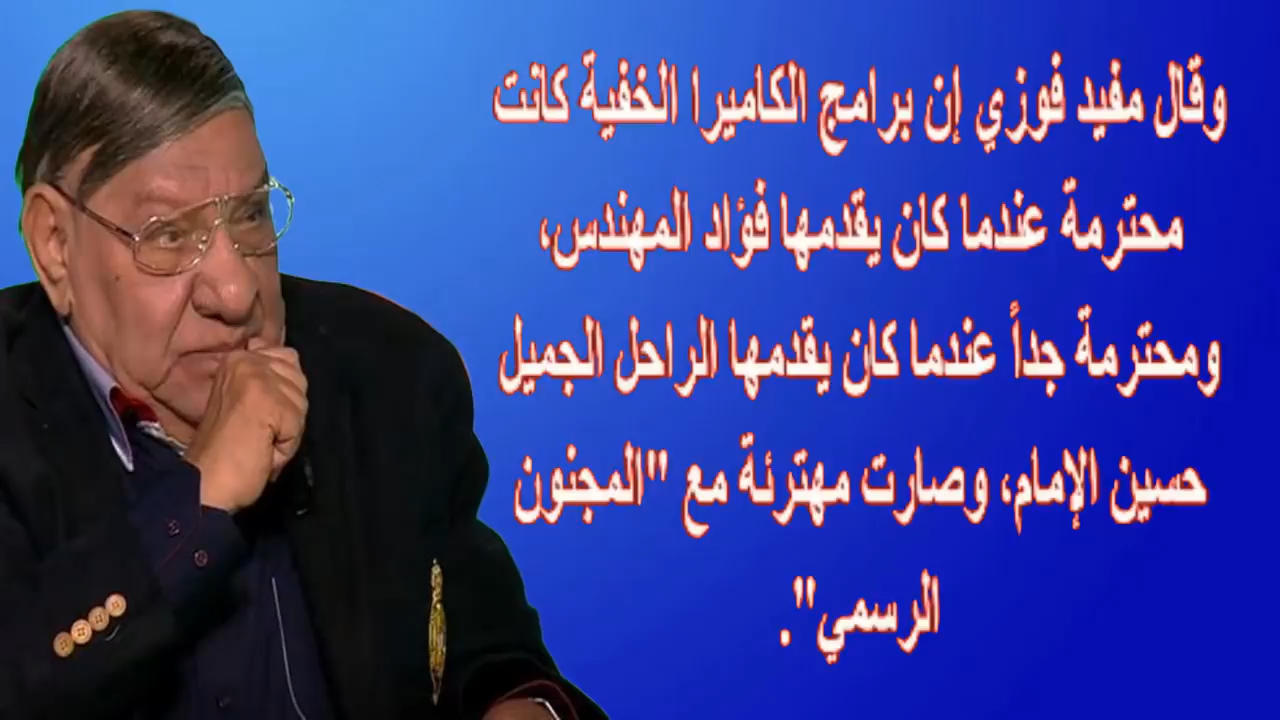 وقال مفيد فوزي إن برامج الكاميرا الخفية كانت
محترمة عندما كان يقدمها فؤاد المهندس،
ومحترمة جداً عندما كان يقدمها الراحل الجميل
حسين الإمام، وصارت مهترئة مع "المجنون
الرسمي".